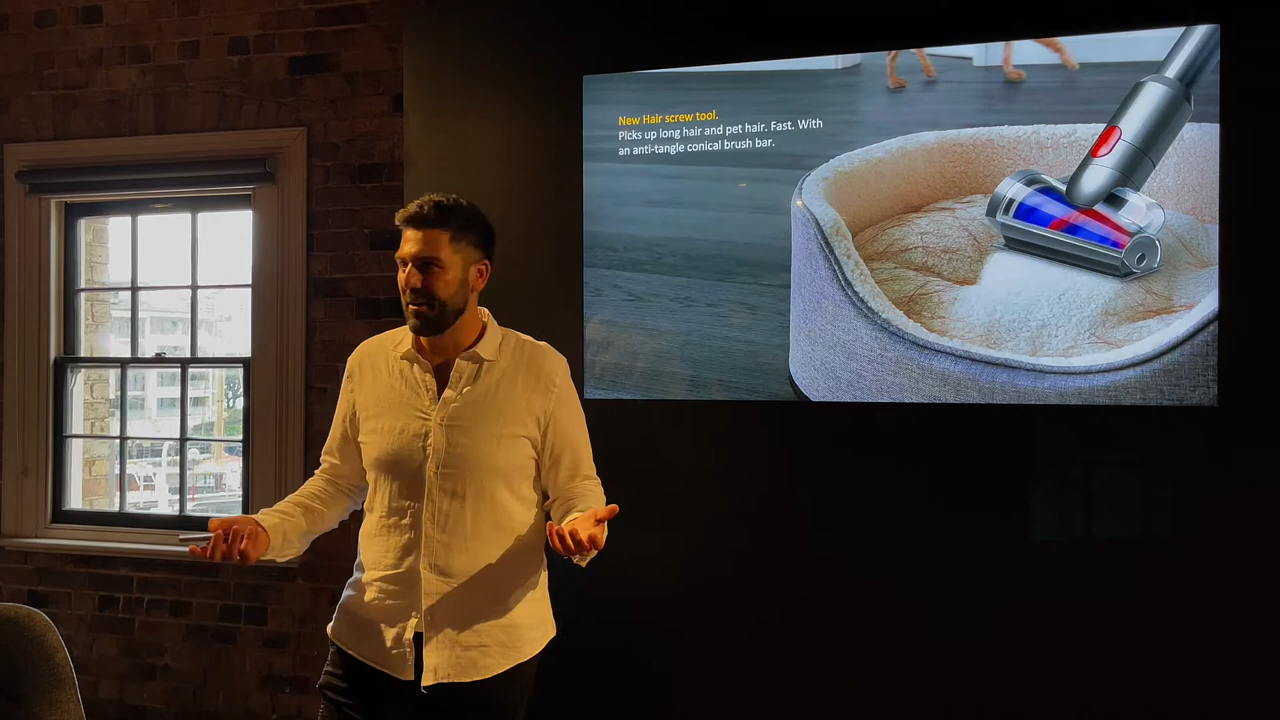 New Hair screw tool.
Picks up long hair and pet hair. Fast. With
an anti-tangle conical brush bar.